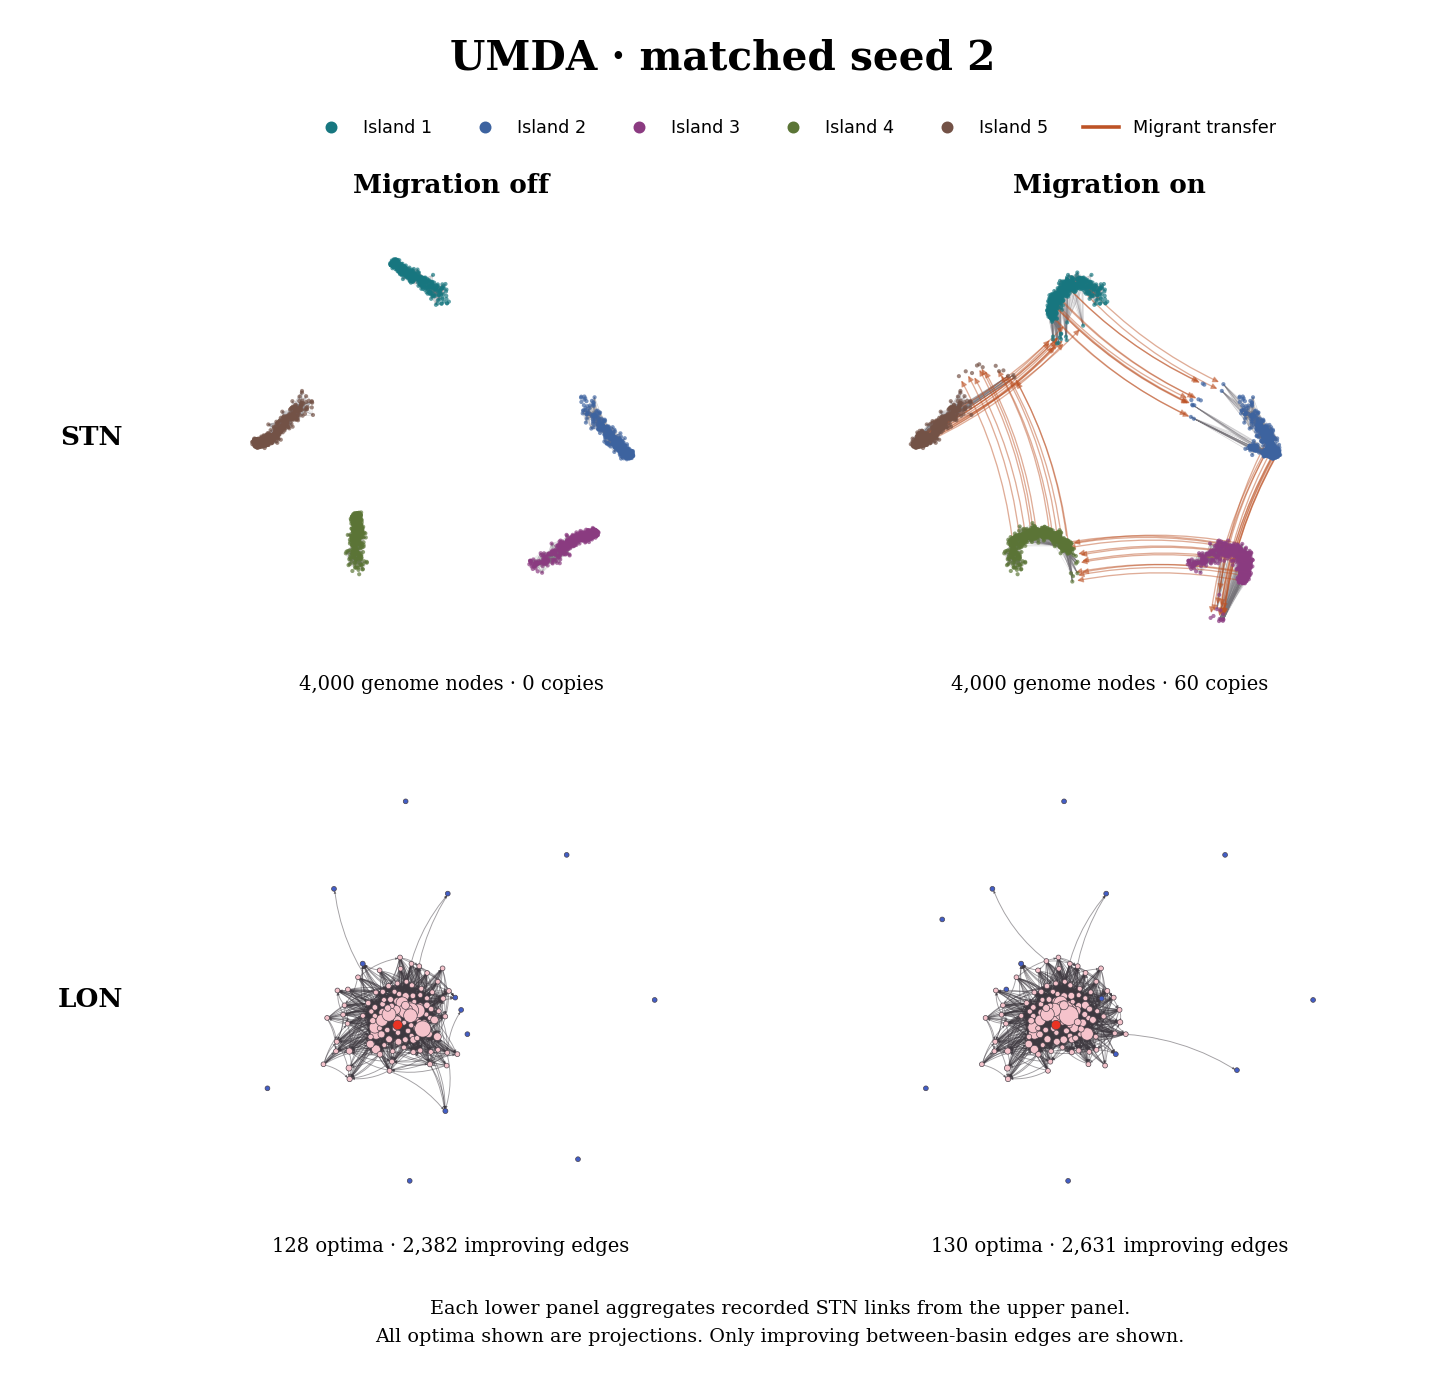 UMDA · matched seed 2
Island 1 Island 2 Island 3 Island 4 Island 5 Migrant transfer
Migration off Migration on
STN
4,000 genome nodes · 0 copies 4,000 genome nodes · 60 copies
LON
128 optima · 2,382 improving edges 130 optima · 2,631 improving edges
Each lower panel aggregates recorded STN links from the upper panel.
All optima shown are projections. Only improving between-basin edges are shown.